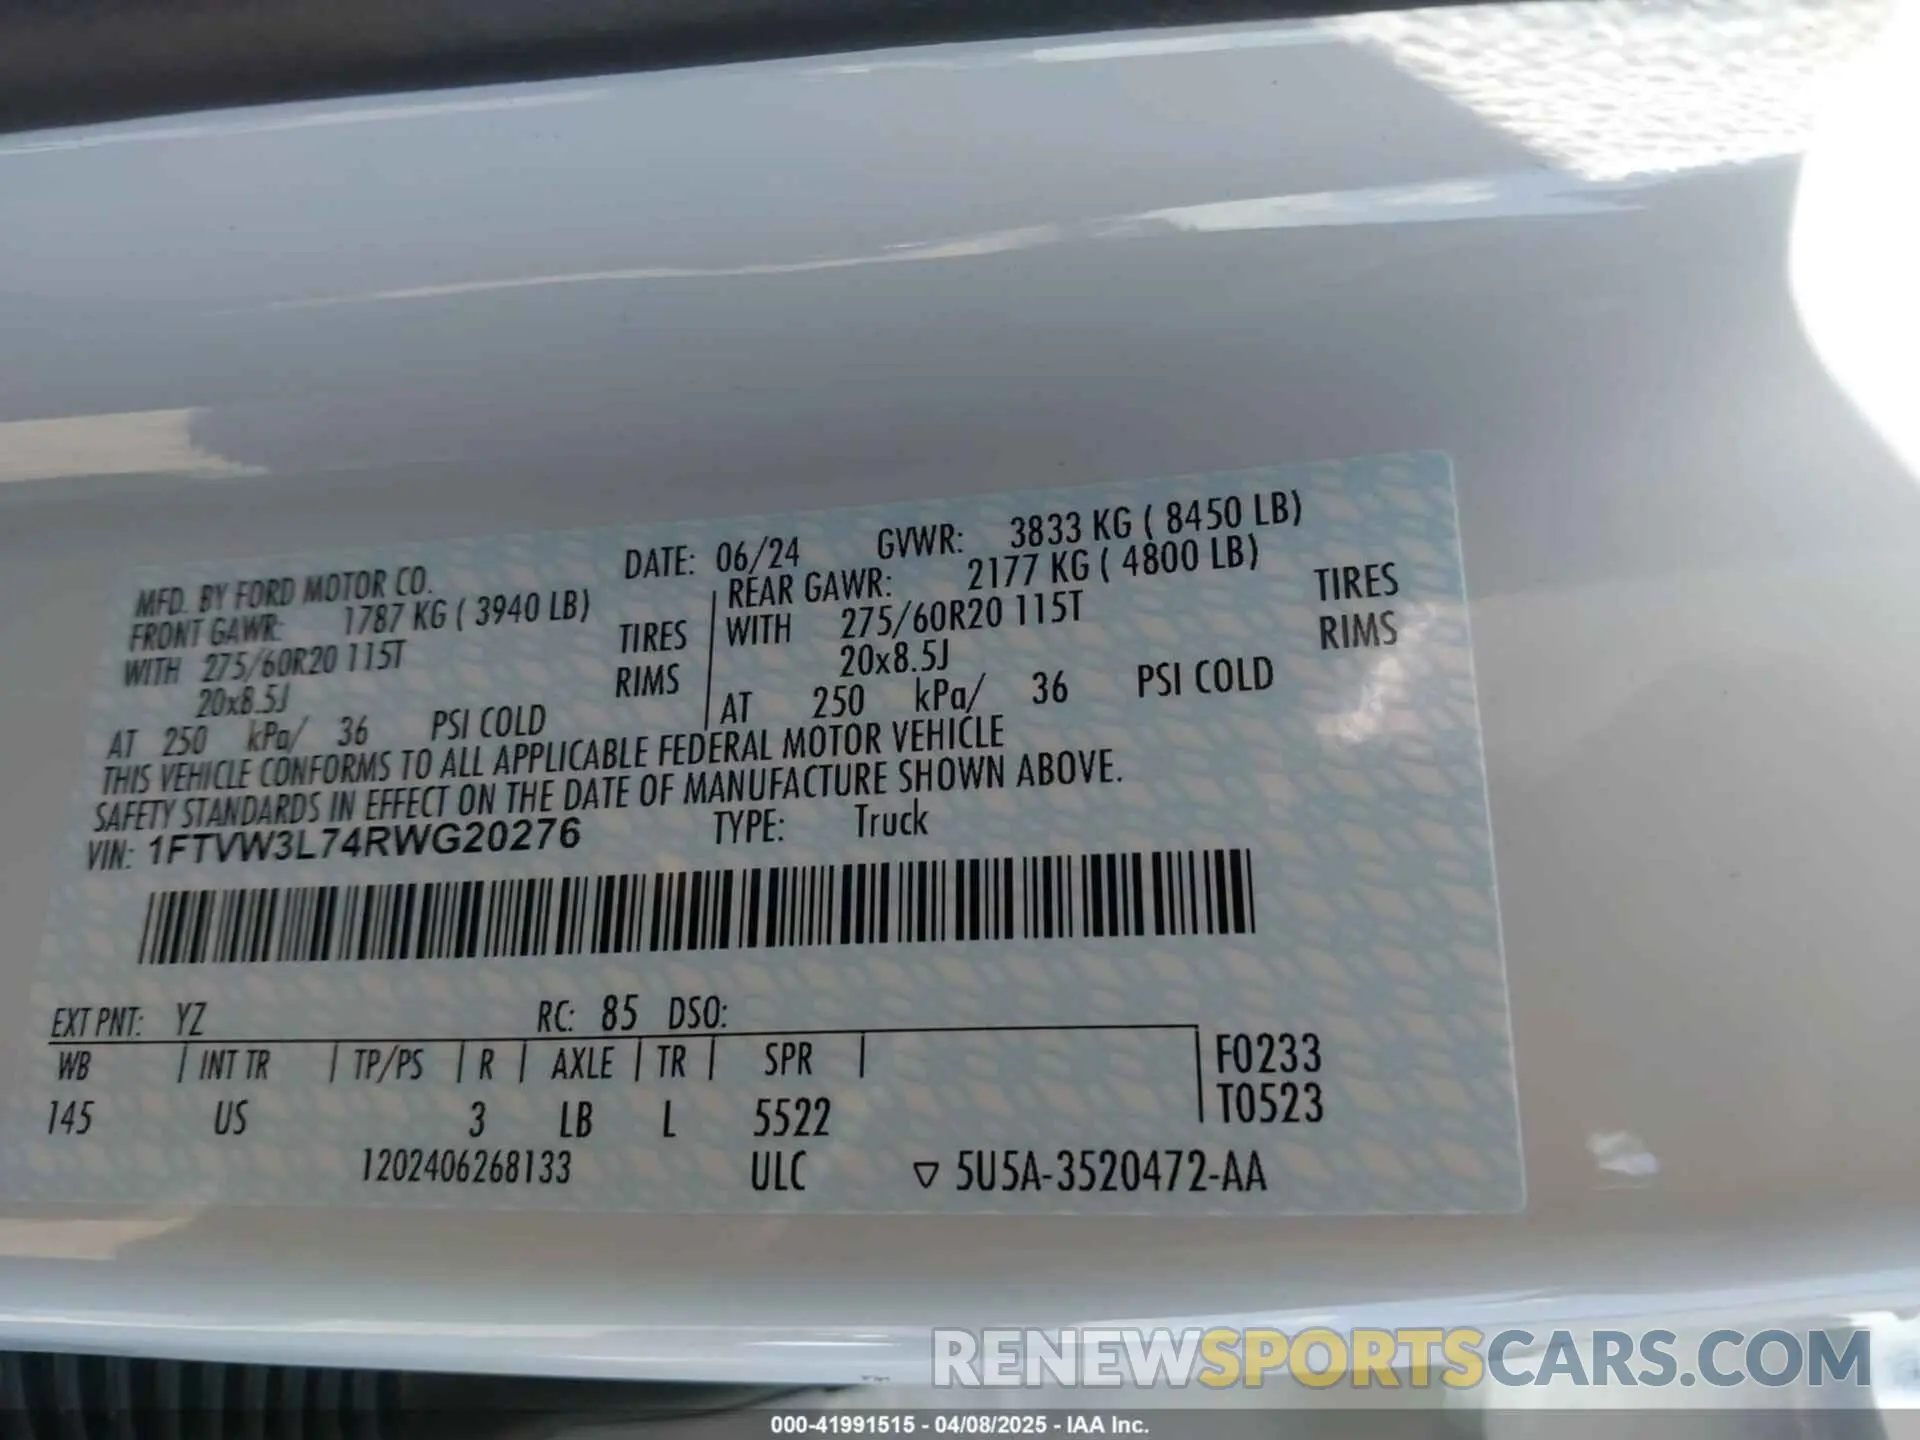 MFD. BY FORD MOTOR CO.
DATE: 06/24 GVWR: 3833 KG ( 8450 LB)
FRONT GAWR: 1787 KG ( 3940 LB)
REAR GAWR: 2177 KG ( 4800 LB)
WITH 275/60R20 115T TIRES
WITH 275/60R20 115T TIRES
20x8.5J RIMS
20x8.5J RIMS
AT 250 kPa/ 36 PSI COLD
AT 250 kPa/ 36 PSI COLD
THIS VEHICLE CONFORMS TO ALL APPLICABLE FEDERAL MOTOR VEHICLE
SAFETY STANDARDS IN EFFECT ON THE DATE OF MANUFACTURE SHOWN ABOVE.
VIN: 1FTVW3L74RWG20276 TYPE: Truck
EXT PNT: YZ RC: 85 DSO:
WB INT TR TP/PS R AXLE TR SPR F0233
145 US 3 LB L 5522 T0523
1202406268133 ULC ▽ 5U5A-3520472-AA
RENEWSPORTSCARS.COM
000-41991515 - 04/08/2025 - IAA Inc.